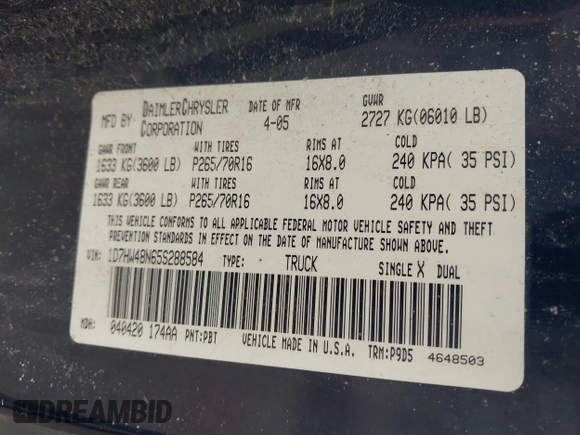 MFD BY DAIMLERCHRYSLER CORPORATION DATE OF MFR 4-05 GVWR 2727 KG(06010 LB)
GAWR FRONT WITH TIRES RIMS AT COLD
1633 KG(3600 LB) P265/70R16 16X8.0 240 KPA( 35 PSI)
GAWR REAR WITH TIRES RIMS AT COLD
1633 KG(3600 LB) P265/70R16 16X8.0 240 KPA( 35 PSI)
THIS VEHICLE CONFORMS TO ALL APPLICABLE FEDERAL MOTOR VEHICLE SAFETY AND THEFT
PREVENTION STANDARDS IN EFFECT ON THE DATE OF MANUFACTURE SHOWN ABOVE.
VIN: 1D7HW48N65S288584 TYPE: TRUCK SINGLE X DUAL
MDH: 040420 174AA PNT:PBT VEHICLE MADE IN U.S.A. TRM:P9D5 4648503
DREAMBID